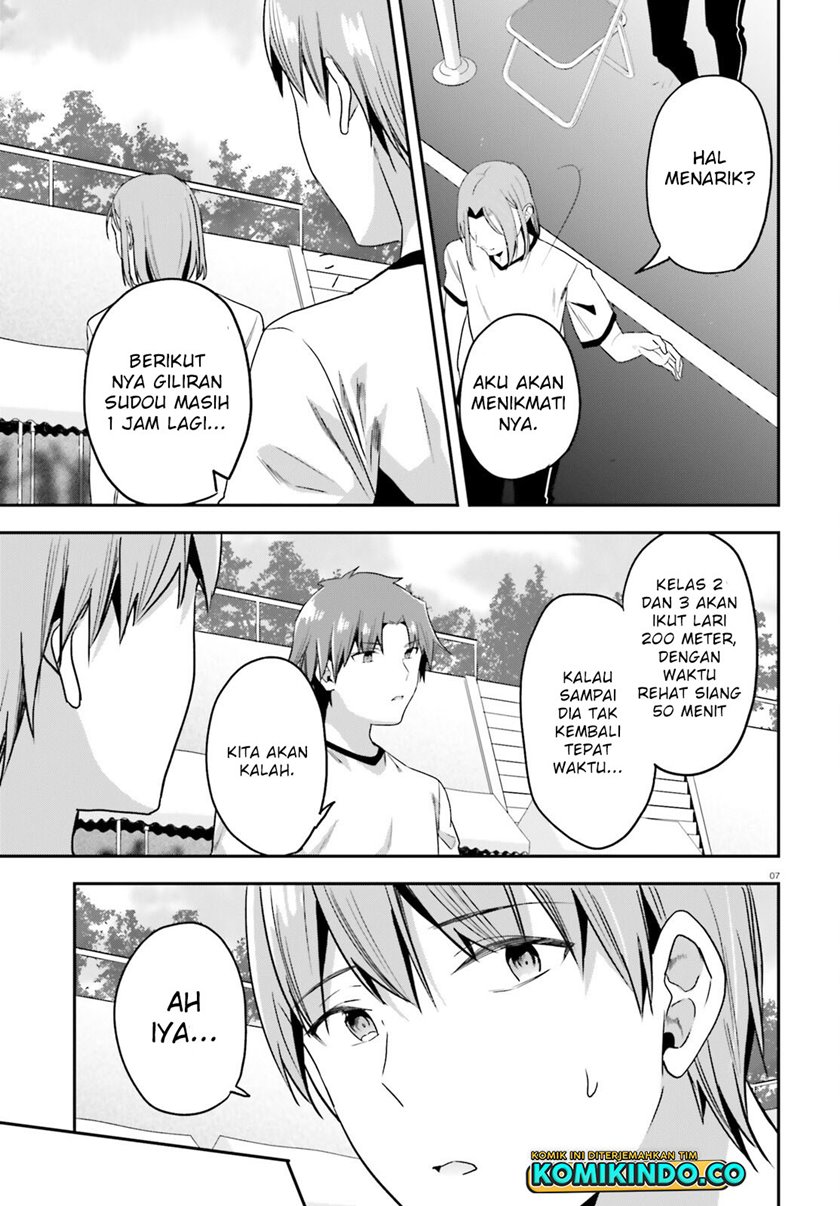 HAL
MENARIK?
AKU AKAN
MENIKMATI
NYA.
BERIKUT
NYA GILIRAN
SUDOU MASIH
1 JAM LAGI...
KELAS 2
DAN 3 AKAN
IKUT LARI
200 METER,
DENGAN
WAKTU
REHAT SIANG
50 MENIT
KALAU
SAMPAI
DIA TAK
KEMBALI
TEPAT
WAKTU...
KITA AKAN
KALAH.
07
AH
IYA...
KOMIK INI DITERJEMAHKAN TIM
KOMIKINDO.CO